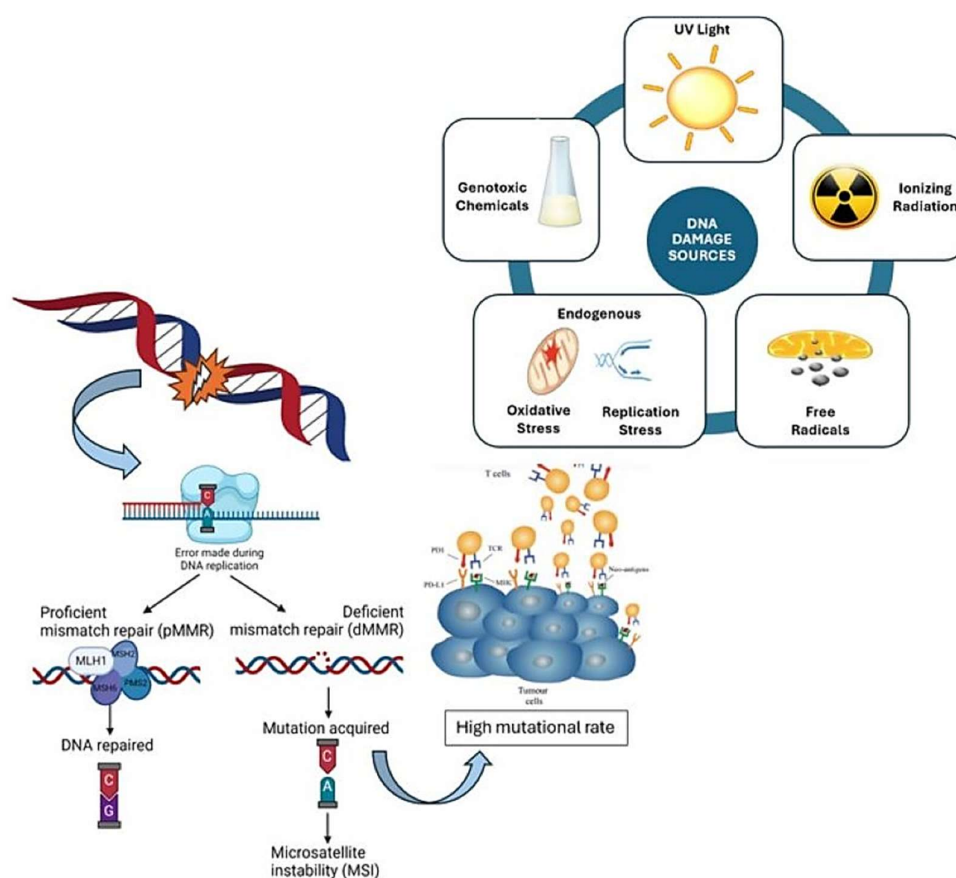 UV Light
Genotoxic
Chemicals
Ionizing
Radiation
DNA
DAMAGE
SOURCES
Endogenous
Oxidative
Stress
Replication
Stress
Free
Radicals
C
A
Error made during
DNA replication
Proficient
mismatch repair (pMMR)
Deficient
mismatch repair (dMMR)
MLH1
MSH2
MSH6
PMS2
DNA repaired
C
G
Mutation acquired
C
A
Microsatellite
instability (MSI)
T cells
PD1
TCR
PD-L1
Neo-antigens
Tumour
cells
High mutational rate